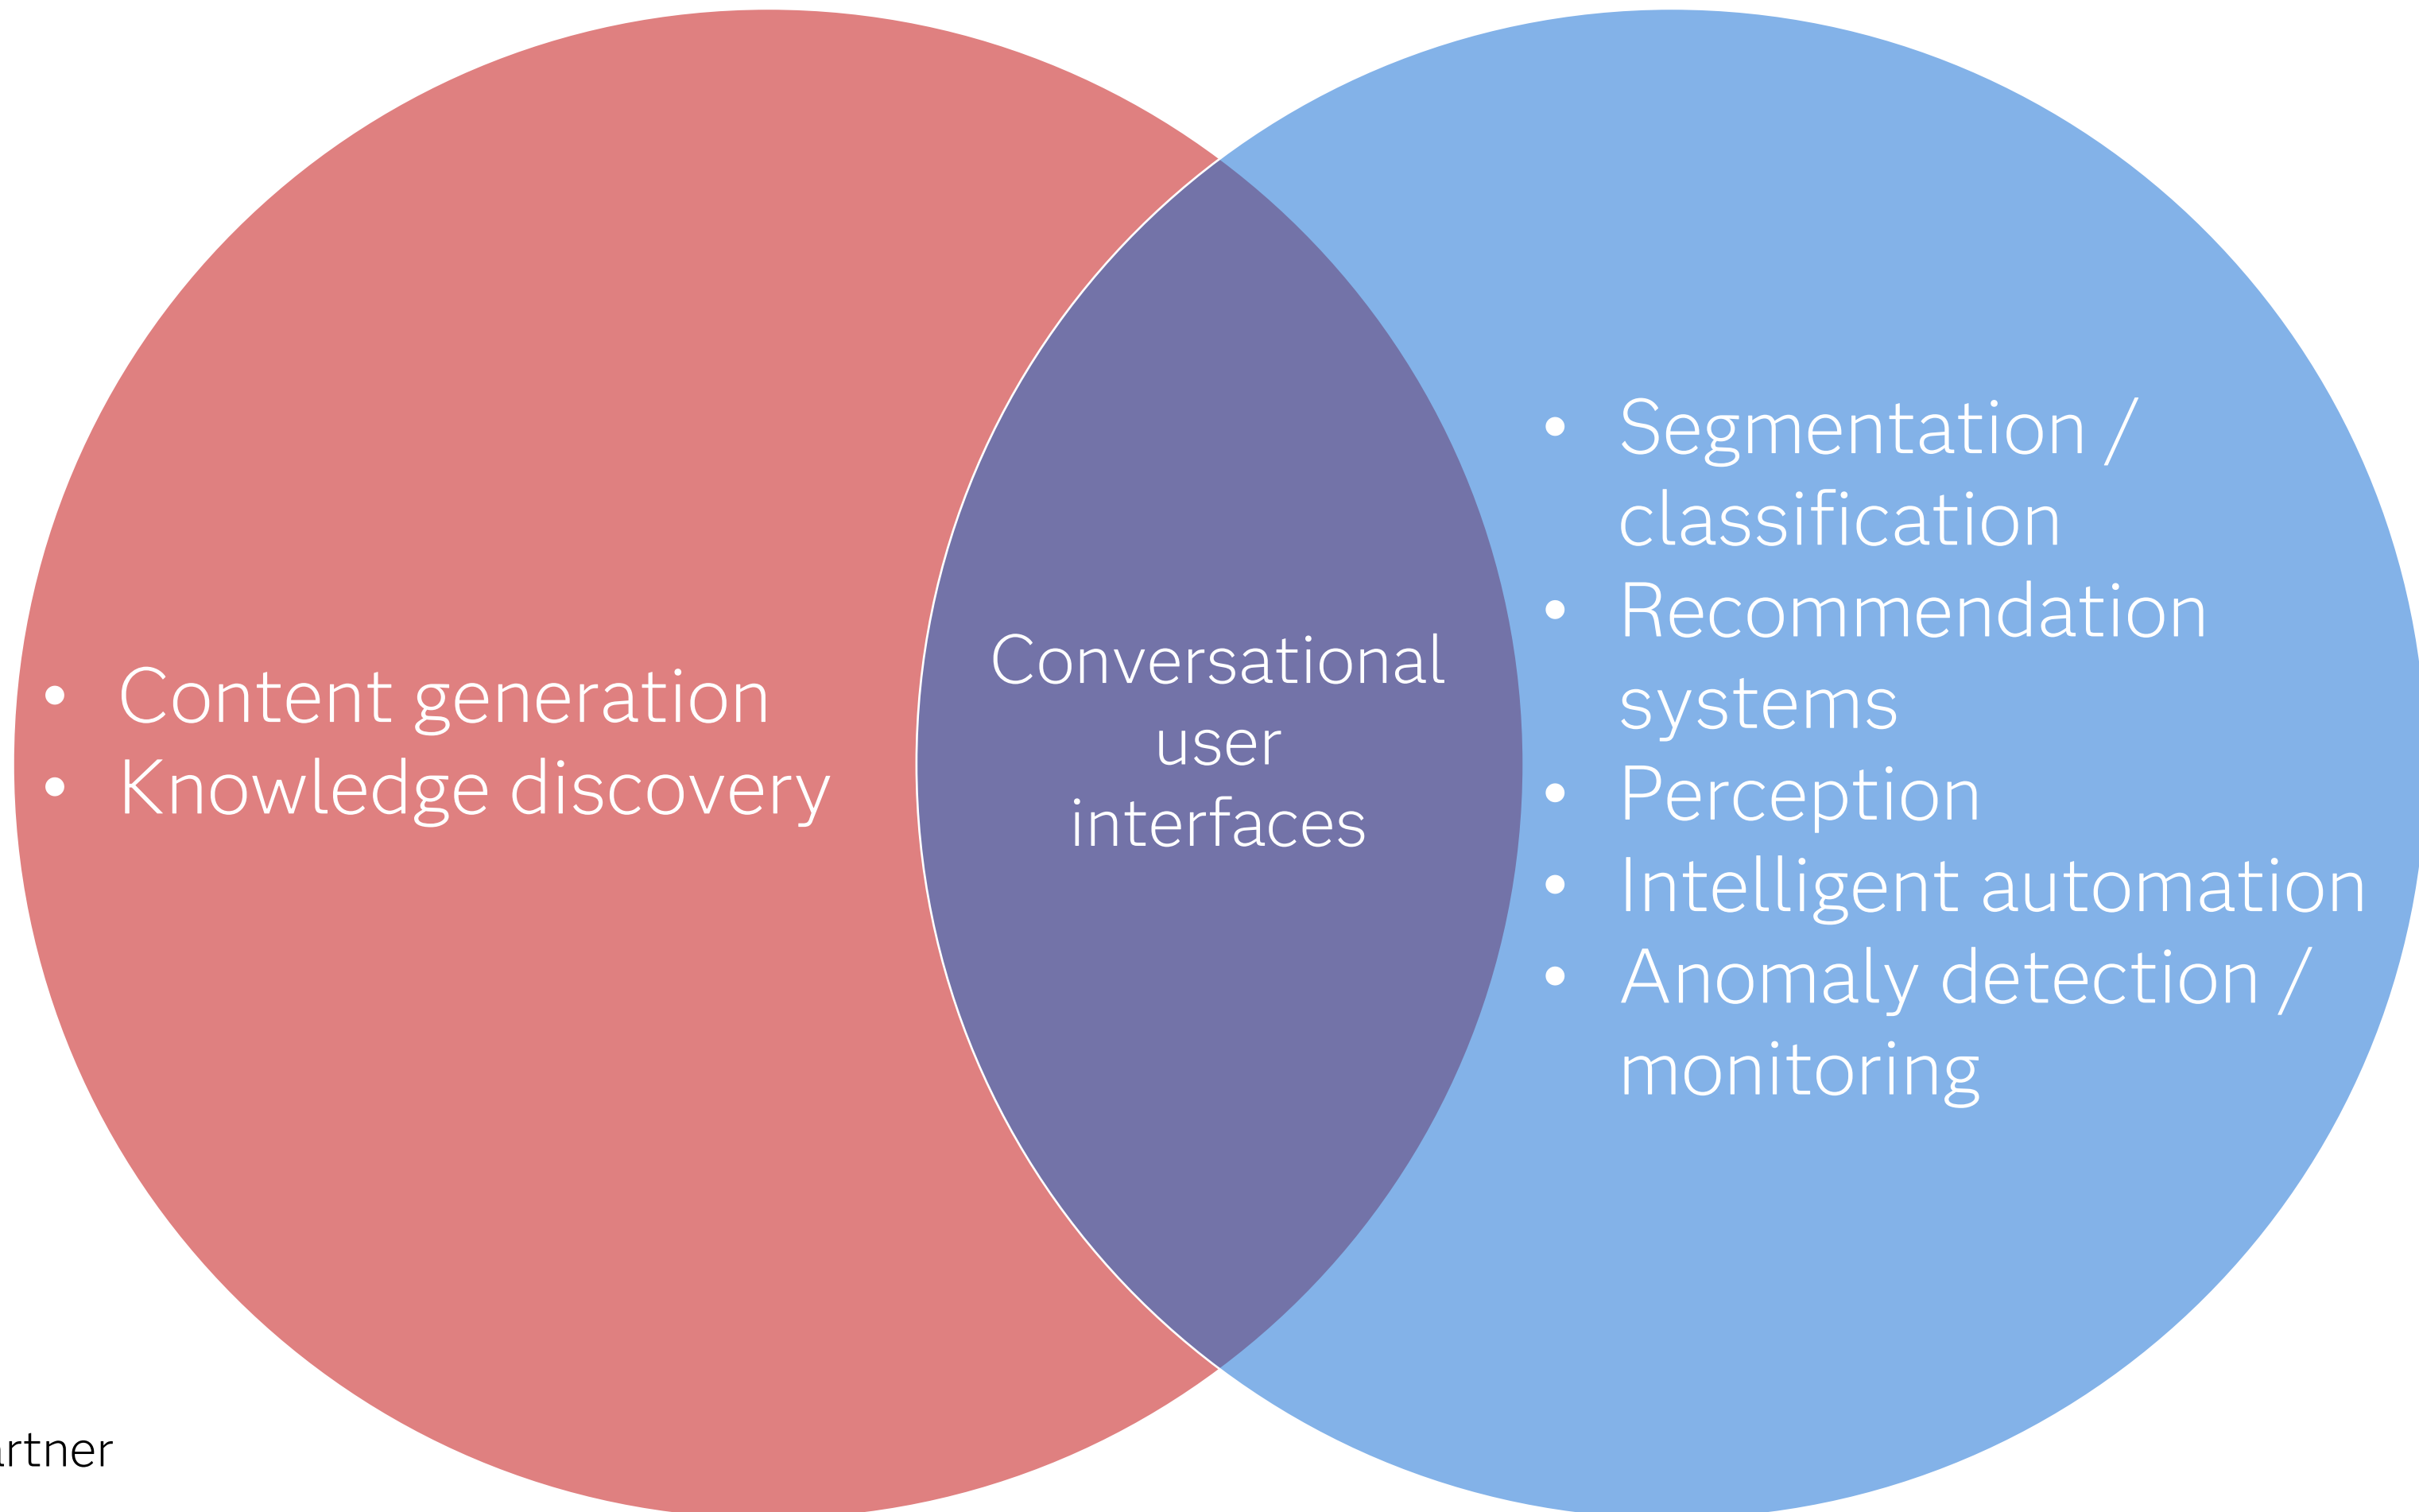 • Content generation
• Knowledge discovery
Conversational
user
interfaces
• Segmentation /
classification
• Recommendation
systems
• Perception
• Intelligent automation
• Anomaly detection /
monitoring
rtner